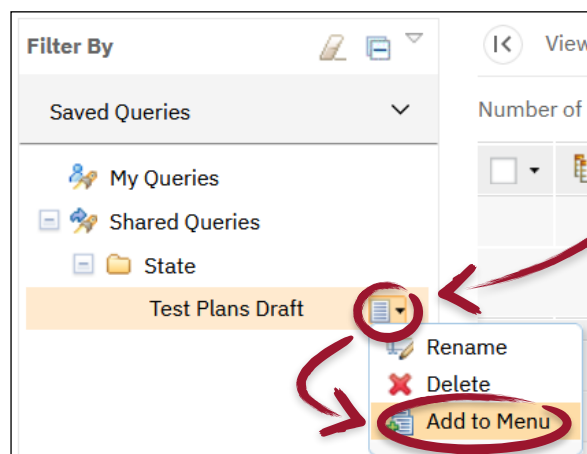 Filter By
View
Saved Queries
Number of
My Queries
Shared Queries
State
Test Plans Draft
Rename
Delete
Add to Menu